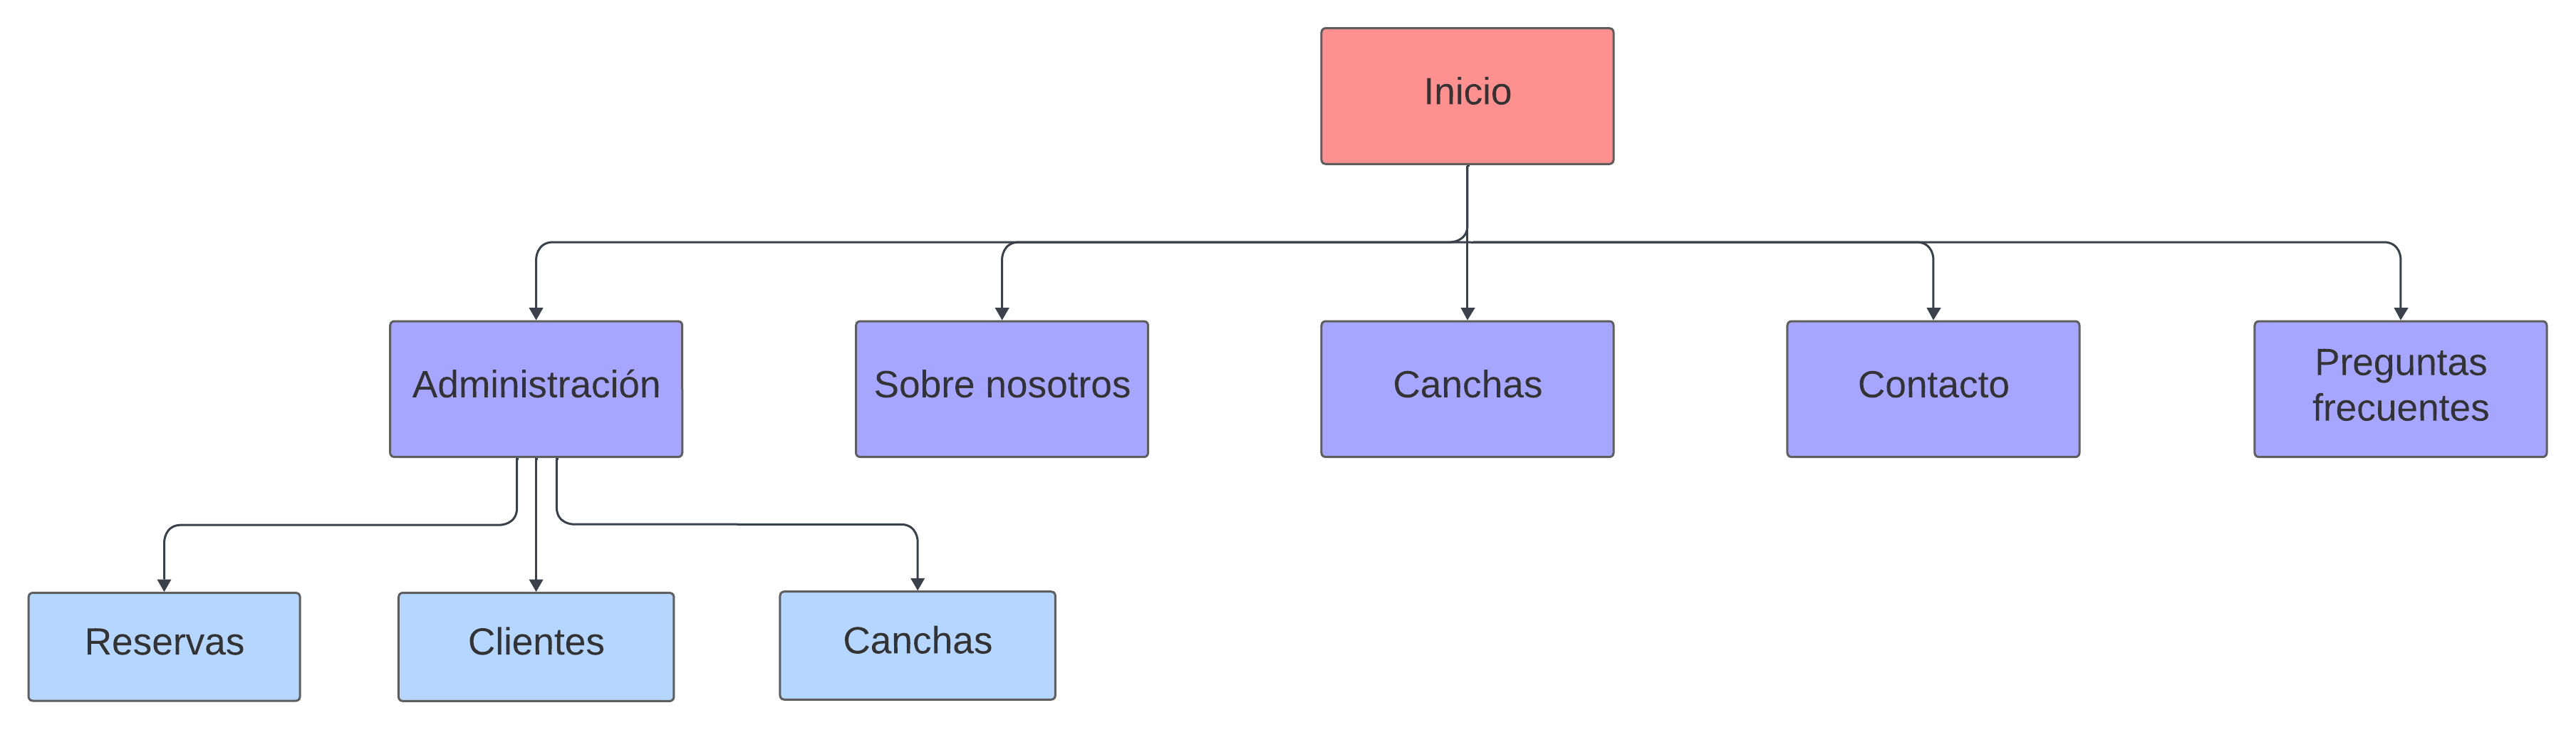 Inicio
Administración
Sobre nosotros
Canchas
Contacto
Preguntas
frecuentes
Reservas
Clientes
Canchas